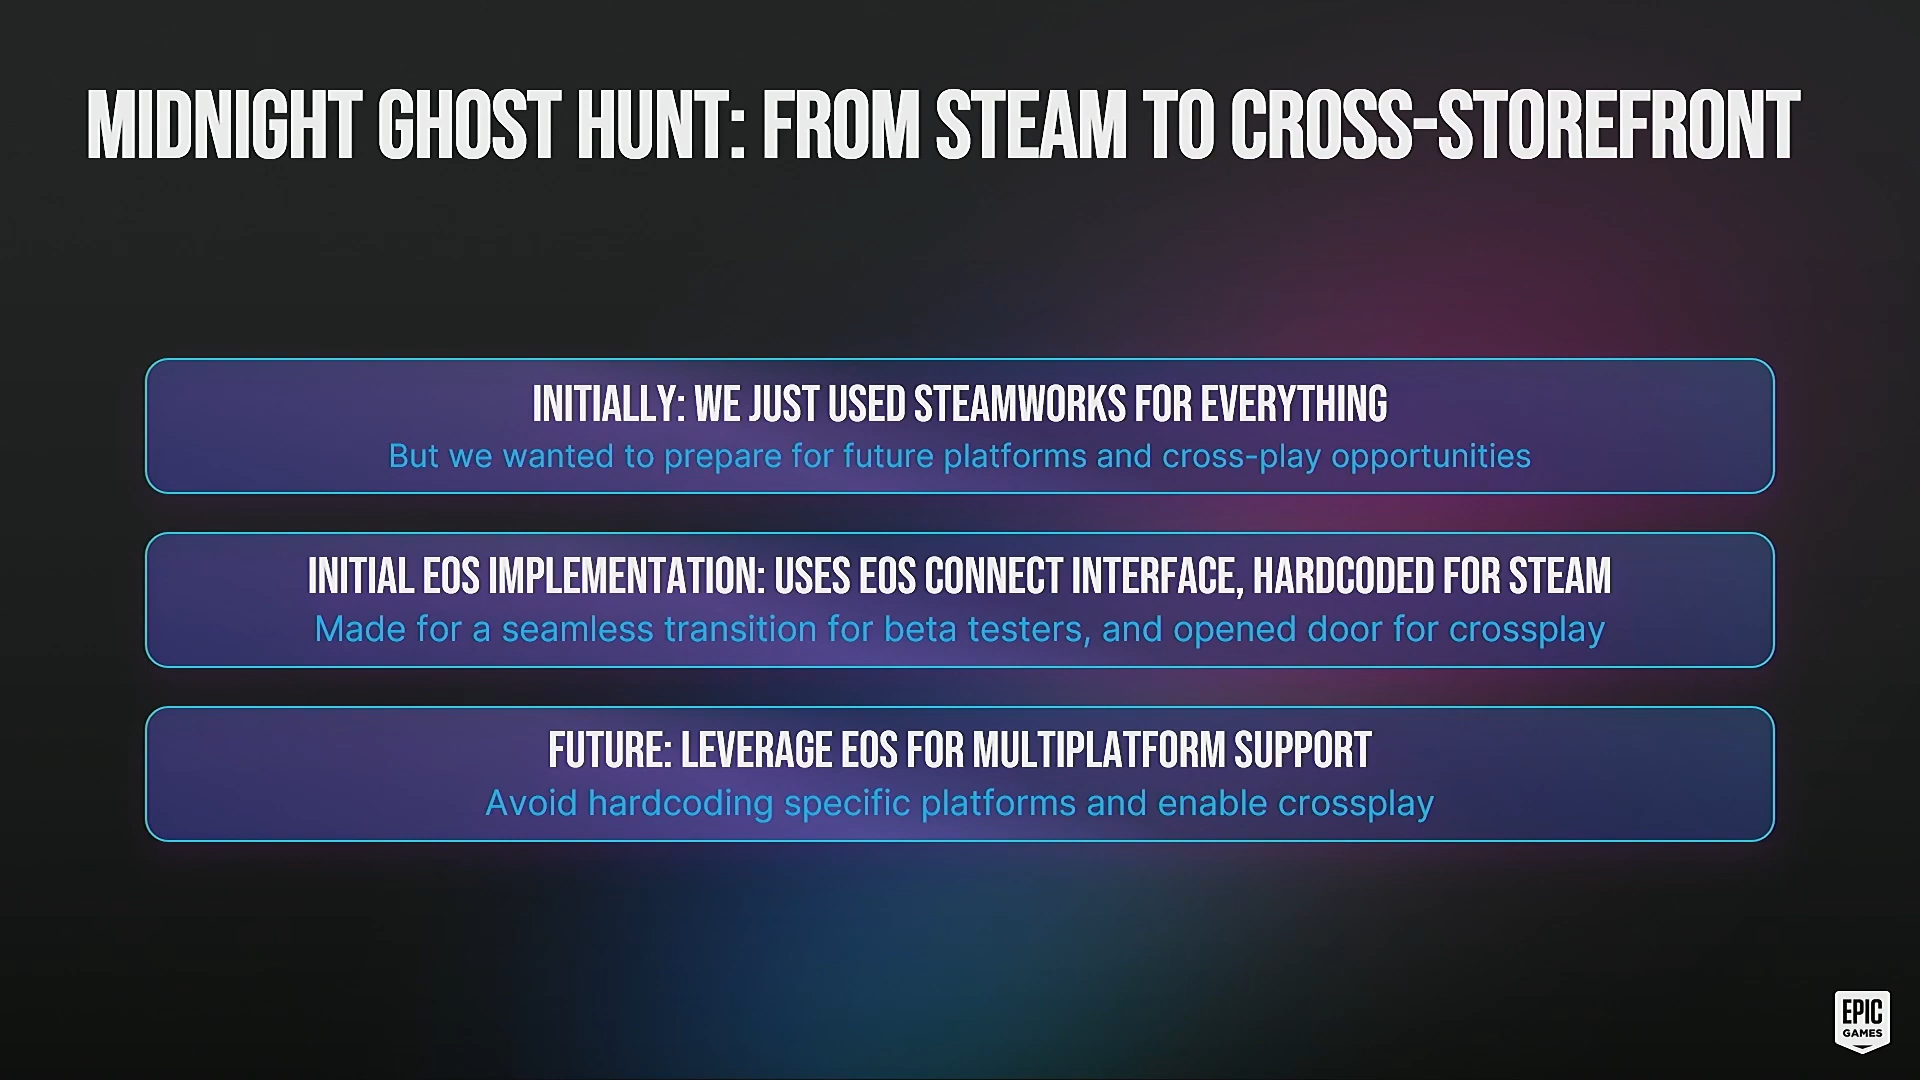 MIDNIGHT GHOST HUNT: FROM STEAM TO CROSS-STOREFRONT
INITIALLY: WE JUST USED STEAMWORKS FOR EVERYTHING
But we wanted to prepare for future platforms and cross-play opportunities
INITIAL EOS IMPLEMENTATION: USES EOS CONNECT INTERFACE, HARDCODED FOR STEAM
Made for a seamless transition for beta testers, and opened door for crossplay
FUTURE: LEVERAGE EOS FOR MULTIPLATFORM SUPPORT
Avoid hardcoding specific platforms and enable crossplay
EPIC
GAMES